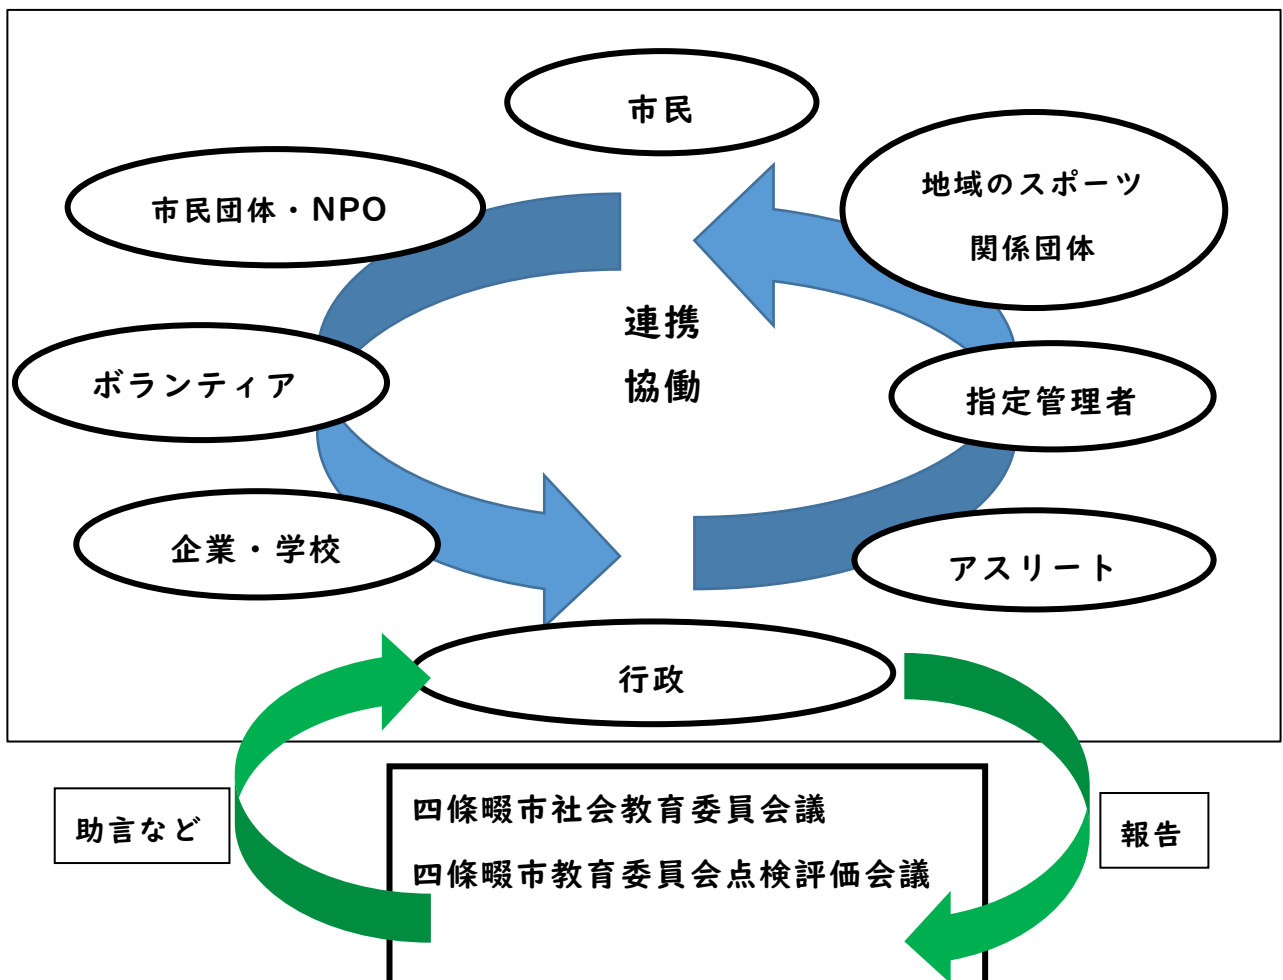 市民
市民団体・NPO
地域のスポーツ
関係団体
連携
協働
ボランティア
指定管理者
企業・学校
アスリート
行政
助言など
四條畷市社会教育委員会議
四條畷市教育委員会点検評価会議
報告